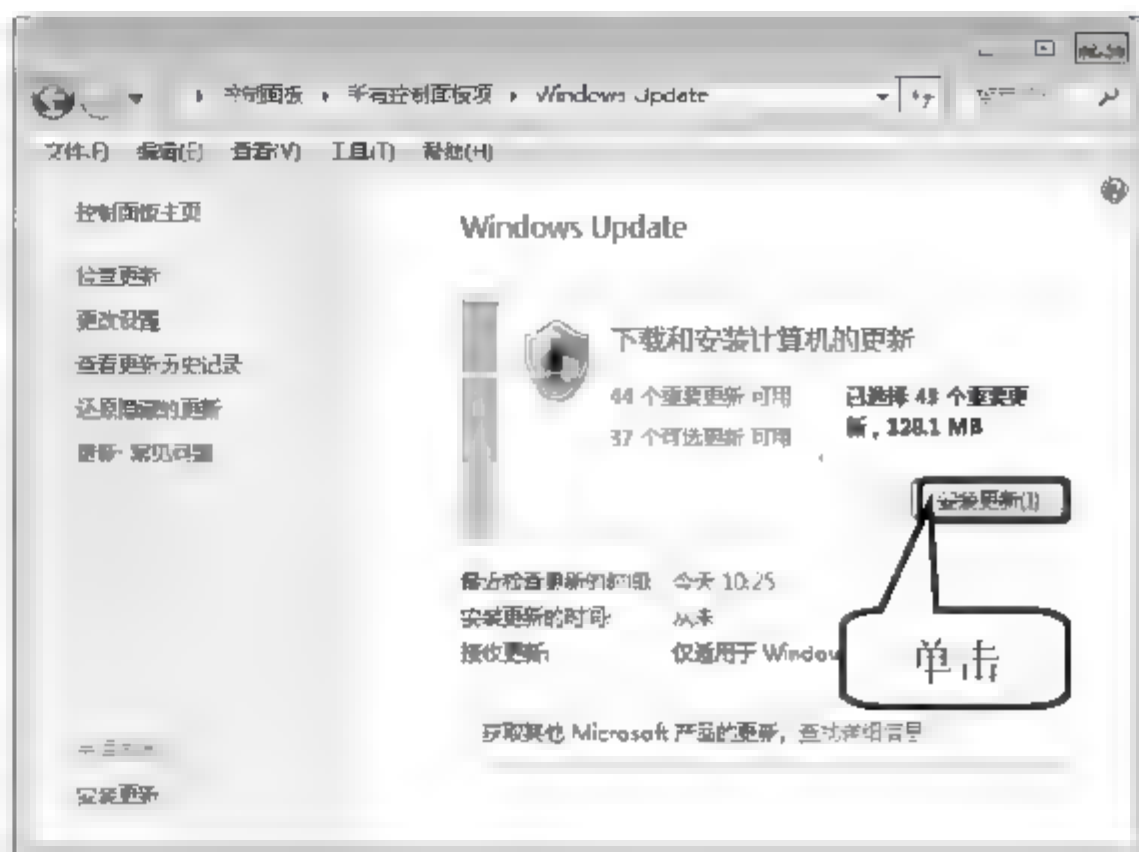 控制面板 ▸ 所有控制面板项 ▸ Windows Update
文件(F) 编辑(E) 查看(V) 工具(T) 帮助(H)
控制面板主页
Windows Update
检查更新
更改设置
下载和安装计算机的更新
查看更新历史记录
44 个重要更新 可用
已选择 43 个重要更
还原隐藏的更新
37 个可选更新 可用
新，128.1 MB
更新: 常见问题
安装更新(I)
最近检查更新的时间: 今天 10:25
安装更新的时间: 从未
接收更新: 仅适用于 Window
单击
获取其他 Microsoft 产品的更新，查找详细信息
安装更新